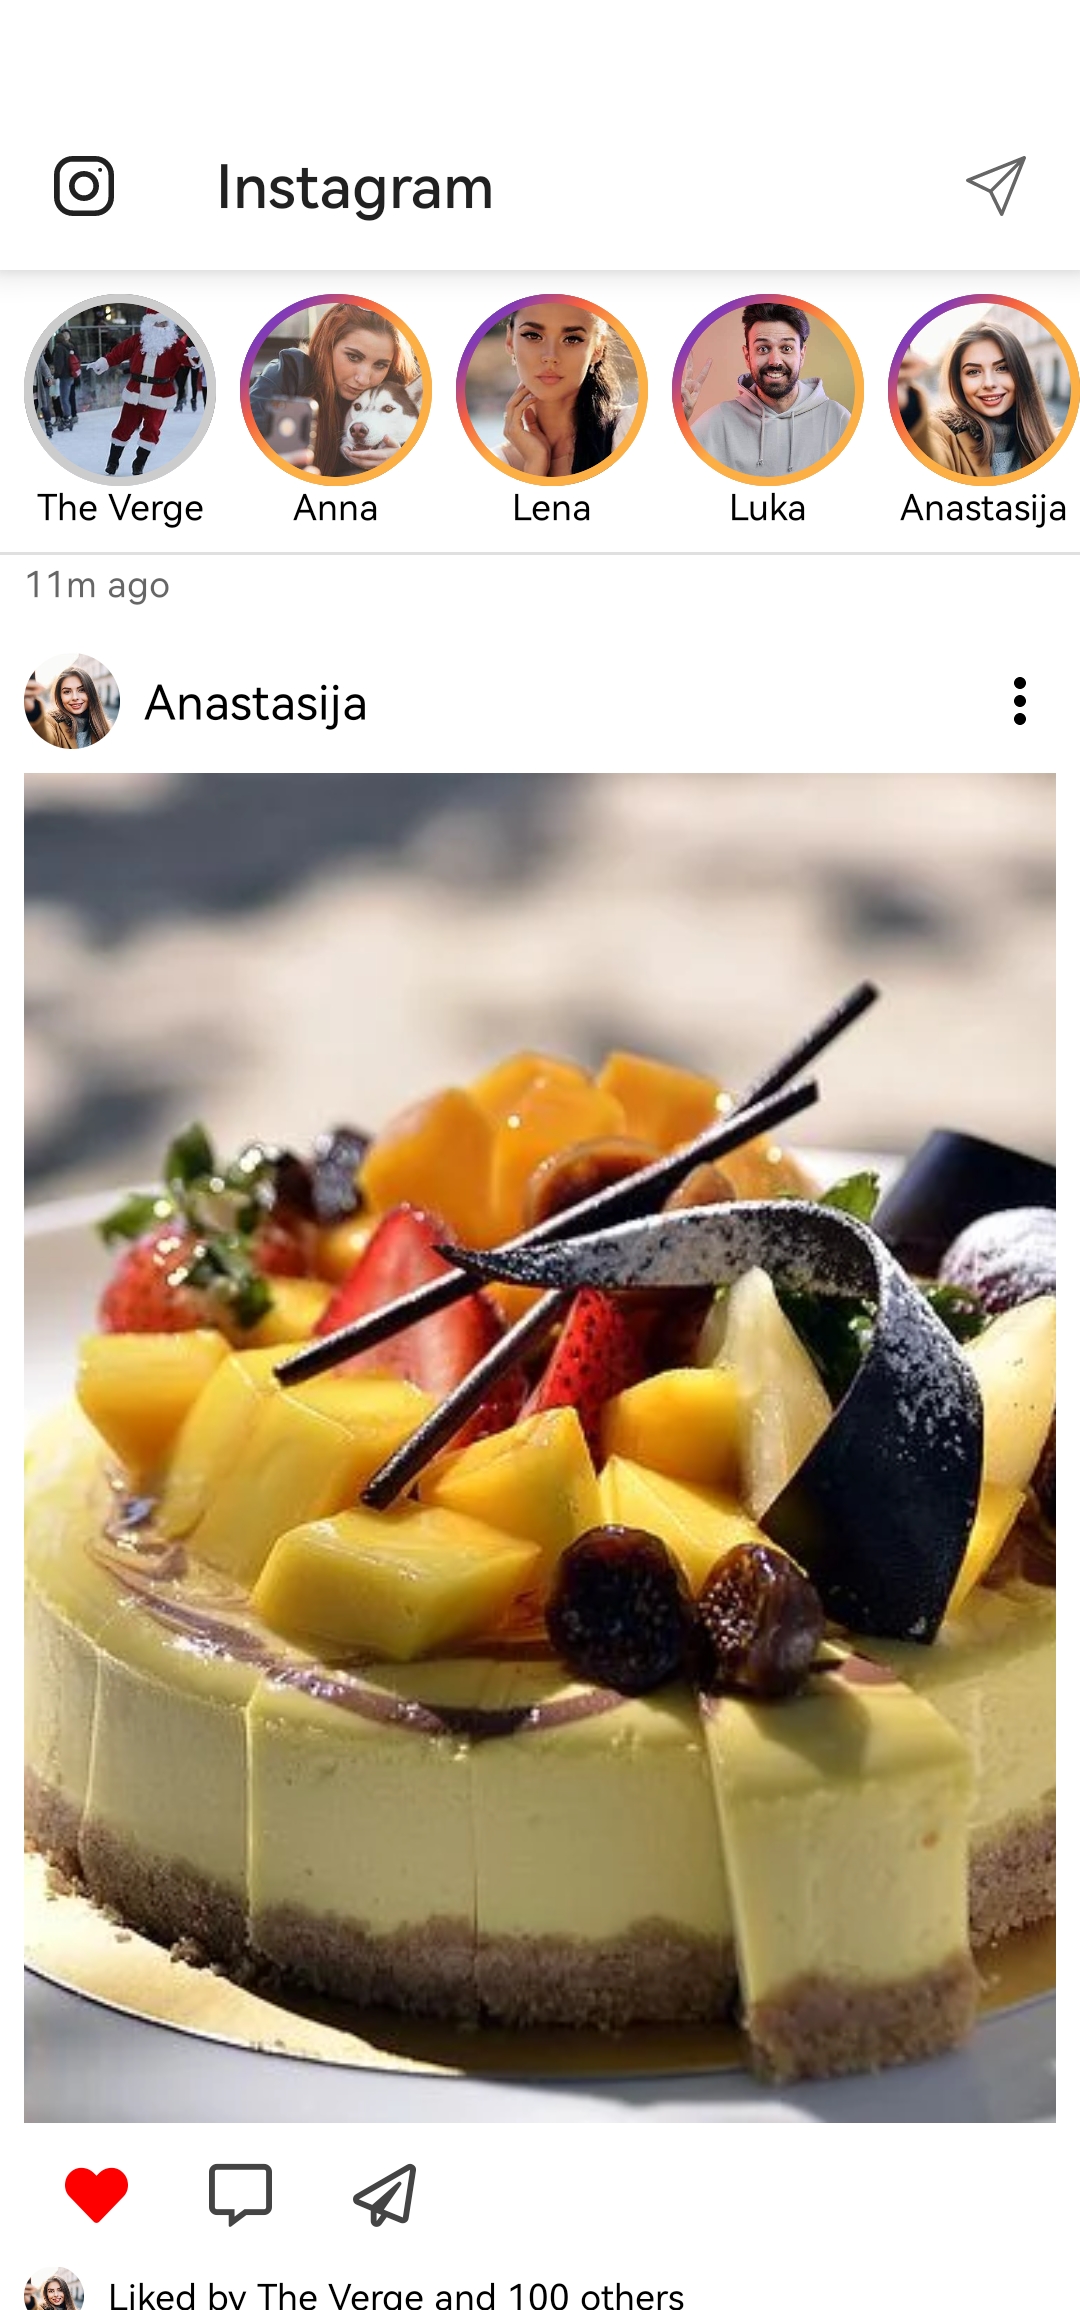 Instagram
The Verge
Anna
Lena
Luka
Anastasija
11m ago
Anastasija
Liked by The Verge and 100 others